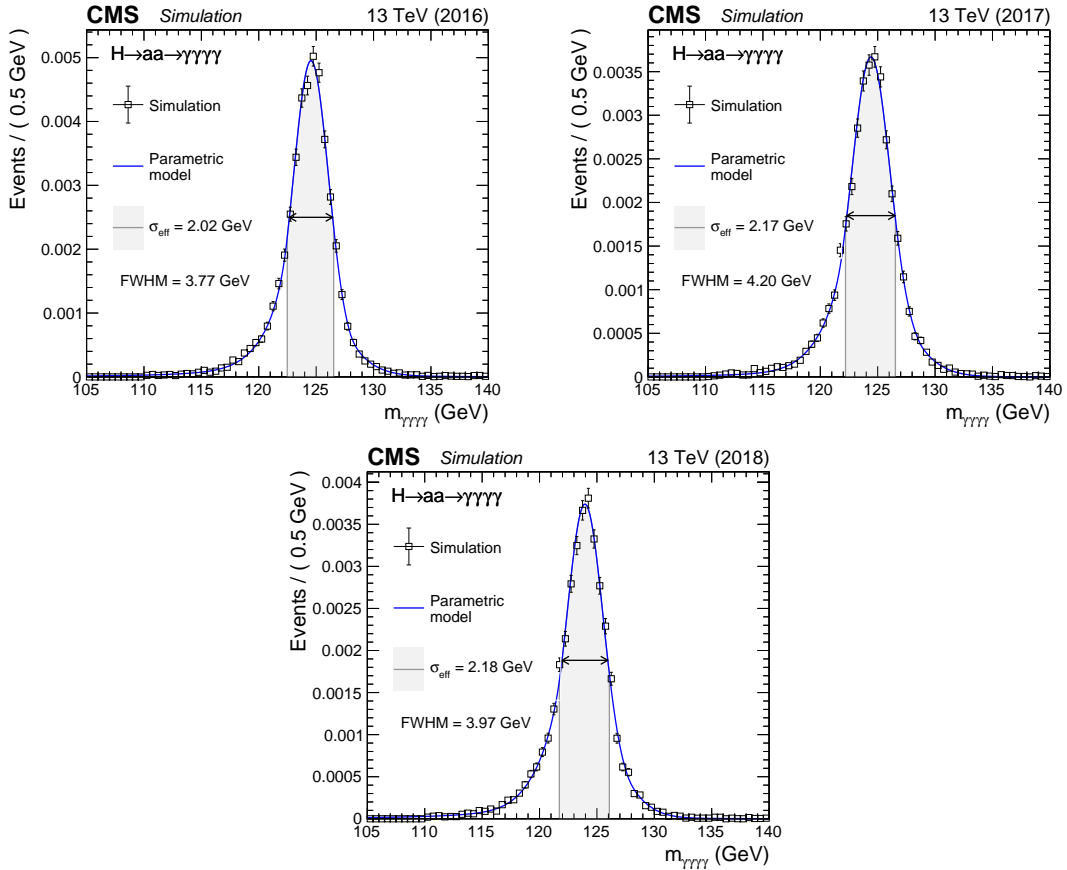 CMS Simulation 13 TeV (2016)
Events / ( 0.5 GeV )
H→aa→γγγγ
Simulation
Parametric
model
σeff = 2.02 GeV
FWHM = 3.77 GeV
0.005
0.004
0.003
0.002
0.001
0
105 110 115 120 125 130 135 140
mγγγγ (GeV)
CMS Simulation 13 TeV (2017)
Events / ( 0.5 GeV )
H→aa→γγγγ
Simulation
Parametric
model
σeff = 2.17 GeV
FWHM = 4.20 GeV
0.0035
0.003
0.0025
0.002
0.0015
0.001
0.0005
0
105 110 115 120 125 130 135 140
mγγγγ (GeV)
CMS Simulation 13 TeV (2018)
Events / ( 0.5 GeV )
H→aa→γγγγ
Simulation
Parametric
model
σeff = 2.18 GeV
FWHM = 3.97 GeV
0.004
0.0035
0.003
0.0025
0.002
0.0015
0.001
0.0005
0
105 110 115 120 125 130 135 140
mγγγγ (GeV)